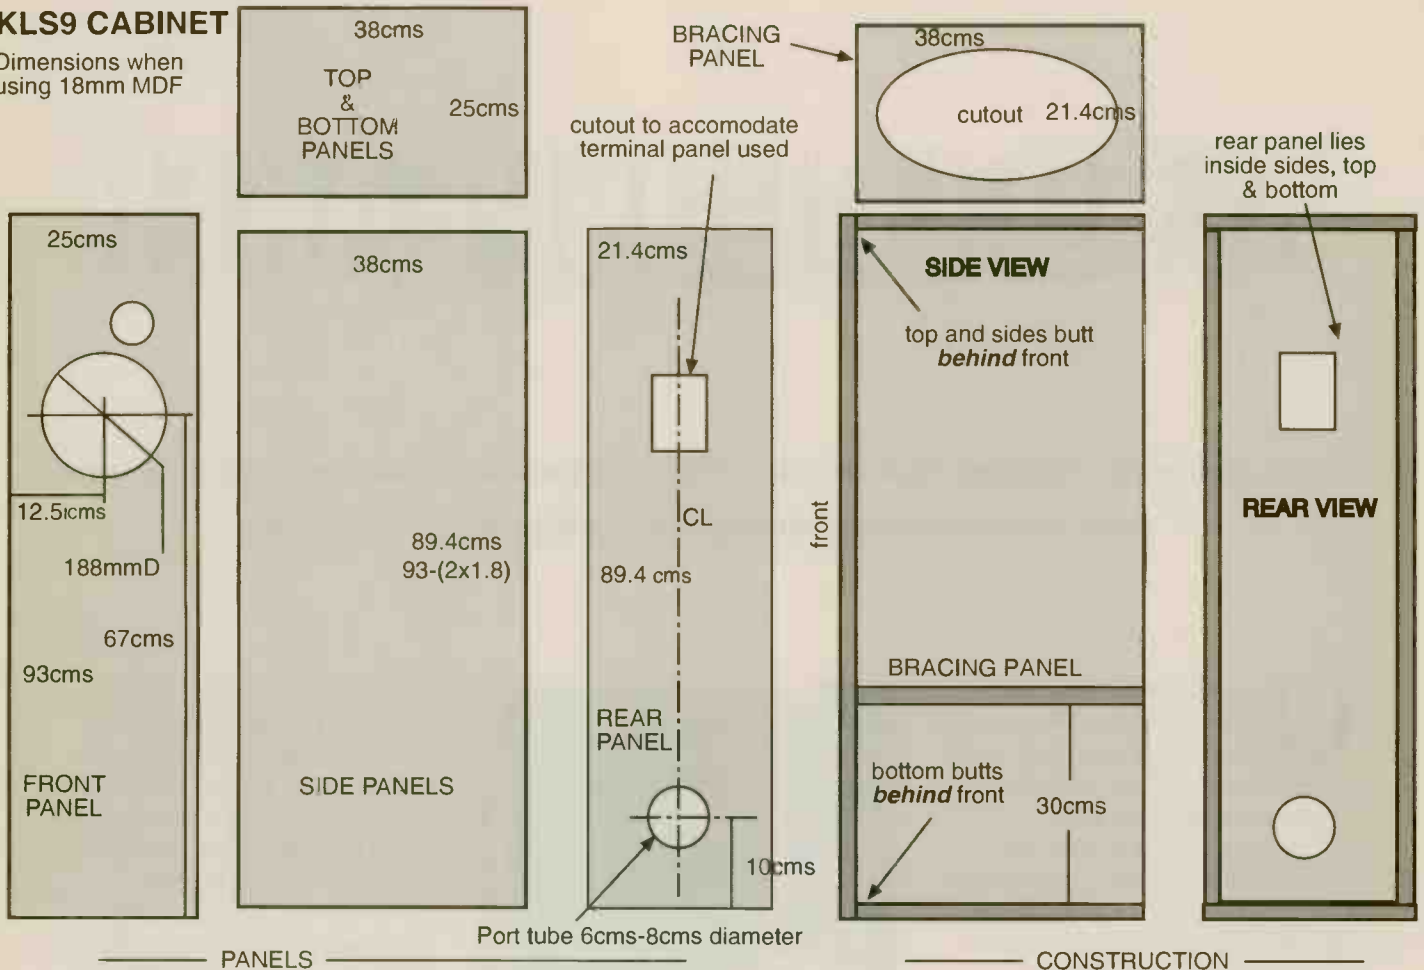 KLS9 CABINET
Dimensions when
using 18mm MDF
38cms
TOP
&
BOTTOM
PANELS
25cms
BRACING
PANEL
38cms
cutout 21.4cms
cutout to accomodate
terminal panel used
rear panel lies
inside sides, top
& bottom
25cms
12.5cms
188mmD
67cms
93cms
FRONT
PANEL
38cms
89.4cms
93-(2x1.8)
SIDE PANELS
21.4cms
CL
89.4 cms
REAR
PANEL
10cms
Port tube 6cms-8cms diameter
SIDE VIEW
top and sides butt
behind front
front
BRACING PANEL
bottom butts
behind front
30cms
REAR VIEW
PANELS
CONSTRUCTION